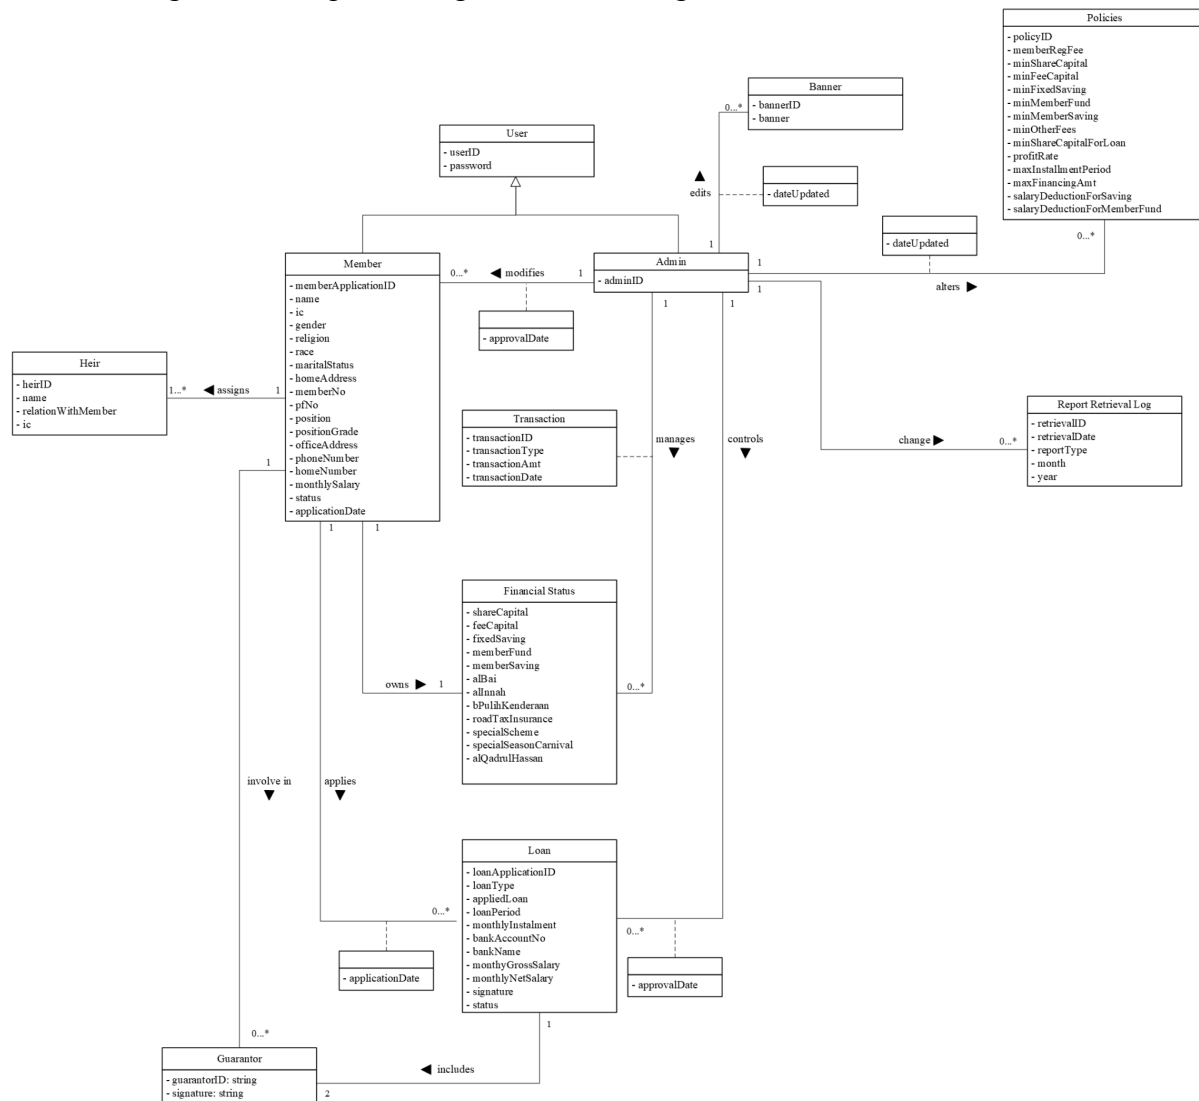 Policies
- policyID
- memberRegFee
- minShareCapital
- minFeeCapital
- minFixedSaving
- minMemberFund
- minMemberSaving
- minOtherFees
- minShareCapitalForLoan
- profitRate
- maxInstallmentPeriod
- maxFinancingAmt
- salaryDeductionForSaving
- salaryDeductionForMemberFund
0...*
Banner
- bannerID
- banner
0...*
User
- userID
- password
edits
- dateUpdated
1
- dateUpdated
1
alters
Member
- memberApplicationID
- name
- ic
- gender
- religion
- race
- maritalStatus
- homeAddress
- memberNo
- pfNo
- position
- positionGrade
- officeAddress
- phoneNumber
- homeNumber
- monthlySalary
- status
- applicationDate
0...*
modifies
1
Admin
- adminID
1
1
1
- approvalDate
Heir
- heirID
- name
- relationWithMember
- ic
1...*
assigns
1
Transaction
- transactionID
- transactionType
- transactionAmt
- transactionDate
manages
controls
change
0...*
Report Retrieval Log
- retrievalID
- retrievalDate
- reportType
- month
- year
1
1
1
Financial Status
- shareCapital
- feeCapital
- fixedSaving
- memberFund
- memberSaving
- alBai
- alInnah
- bPulihKenderaan
- roadTaxInsurance
- specialScheme
- specialSeasonCarnival
- alQadrulHassan
owns
1
0...*
involve in
applies
Loan
- loanApplicationID
- loanType
- appliedLoan
- loanPeriod
- monthlyInstalment
- bankAccountNo
- bankName
- monthyGrossSalary
- monthlyNetSalary
- signature
- status
0...*
0...*
- applicationDate
- approvalDate
1
0...*
Guarantor
- guarantorID: string
- signature: string
includes
2